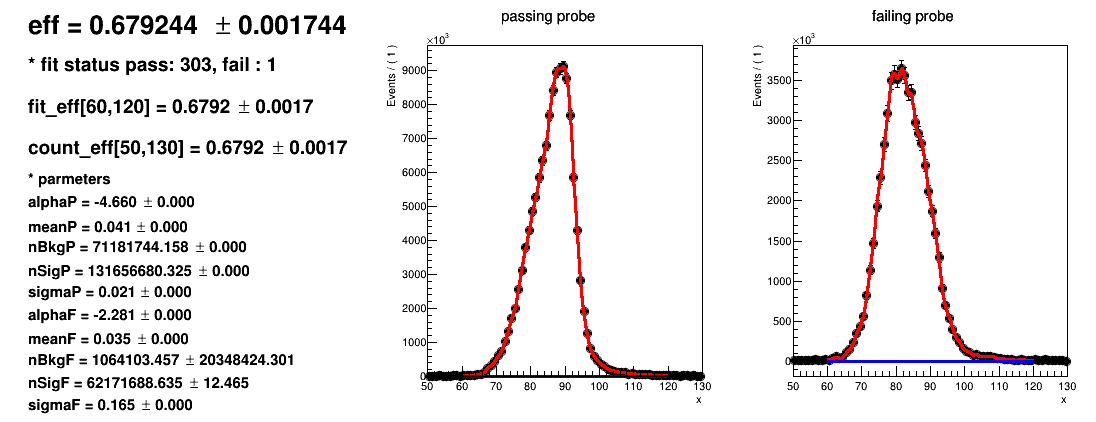 eff = 0.679244 ± 0.001744
* fit status pass: 303, fail : 1
fit_eff[60,120] = 0.6792 ± 0.0017
count_eff[50,130] = 0.6792 ± 0.0017
* parmeters
alphaP = -4.660 ± 0.000
meanP = 0.041 ± 0.000
nBkgP = 71181744.158 ± 0.000
nSigP = 131656680.325 ± 0.000
sigmaP = 0.021 ± 0.000
alphaF = -2.281 ± 0.000
meanF = 0.035 ± 0.000
nBkgF = 1064103.457 ± 20348424.301
nSigF = 62171688.635 ± 12.465
sigmaF = 0.165 ± 0.000
passing probe
×10³
Events / ( 1 )
9000
8000
7000
6000
5000
4000
3000
2000
1000
0
50 60 70 80 90 100 110 120 130
x
failing probe
×10³
Events / ( 1 )
3500
3000
2500
2000
1500
1000
500
0
50 60 70 80 90 100 110 120 130
x